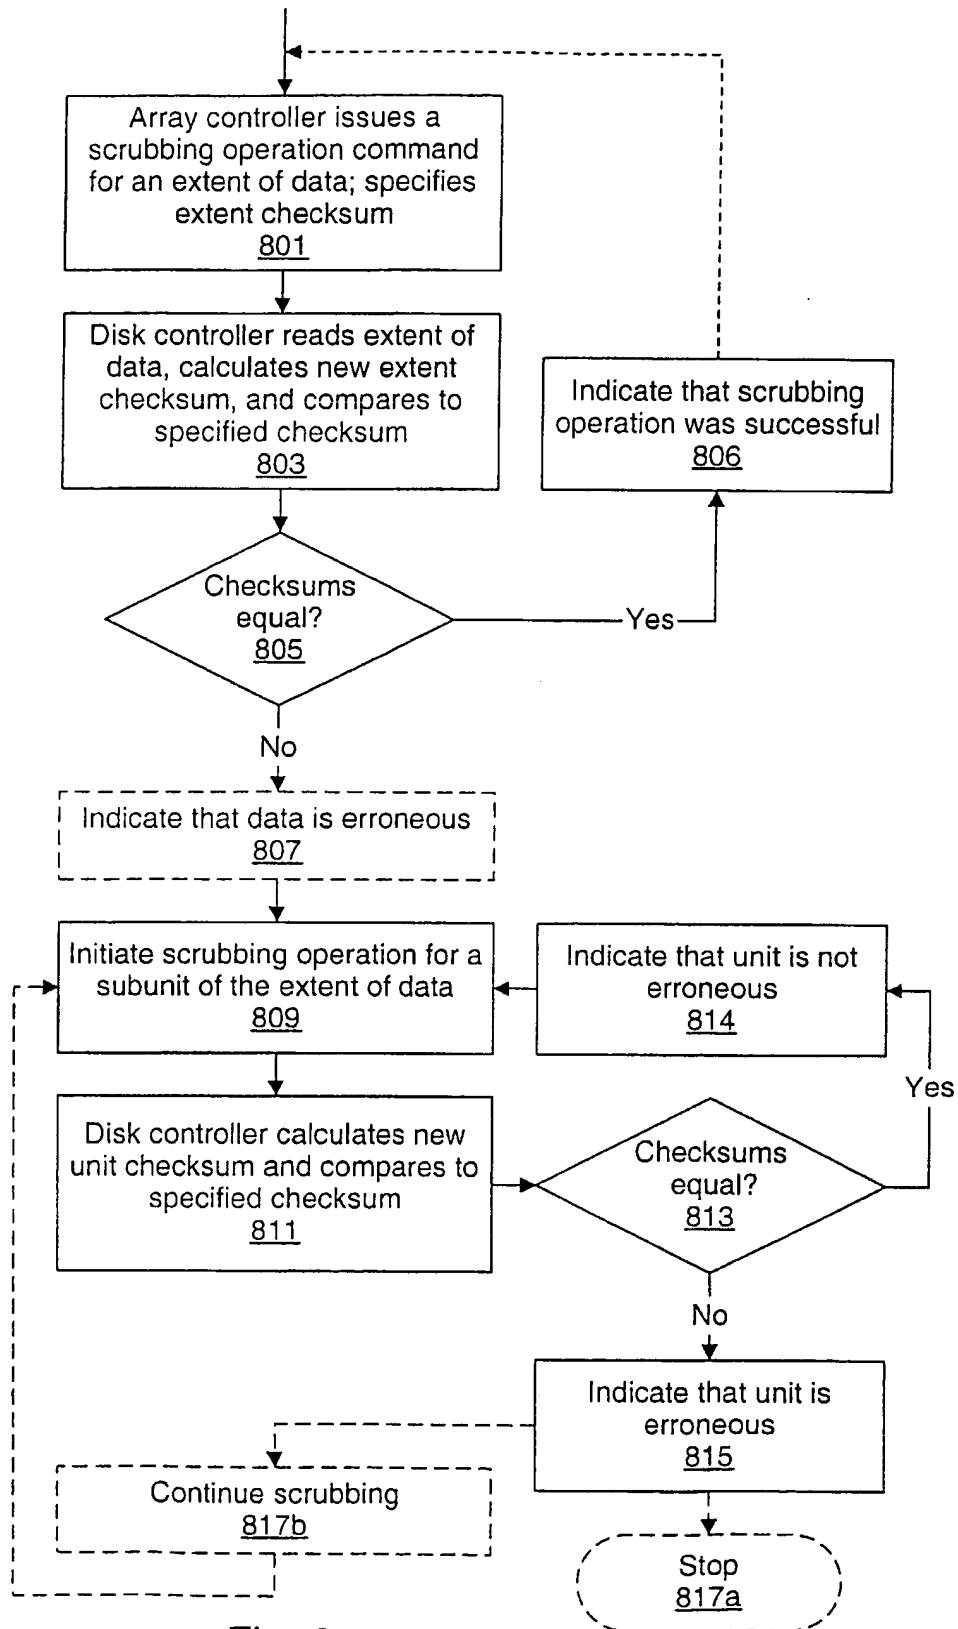 Array controller issues a
scrubbing operation command
for an extent of data; specifies
extent checksum
801
Disk controller reads extent of
data, calculates new extent
checksum, and compares to
specified checksum
803
Indicate that scrubbing
operation was successful
806
Checksums
equal?
805
Yes
No
Indicate that data is erroneous
807
Initiate scrubbing operation for a
subunit of the extent of data
809
Indicate that unit is not
erroneous
814
Yes
Disk controller calculates new
unit checksum and compares to
specified checksum
811
Checksums
equal?
813
No
Indicate that unit is
erroneous
815
Continue scrubbing
817b
Stop
817a